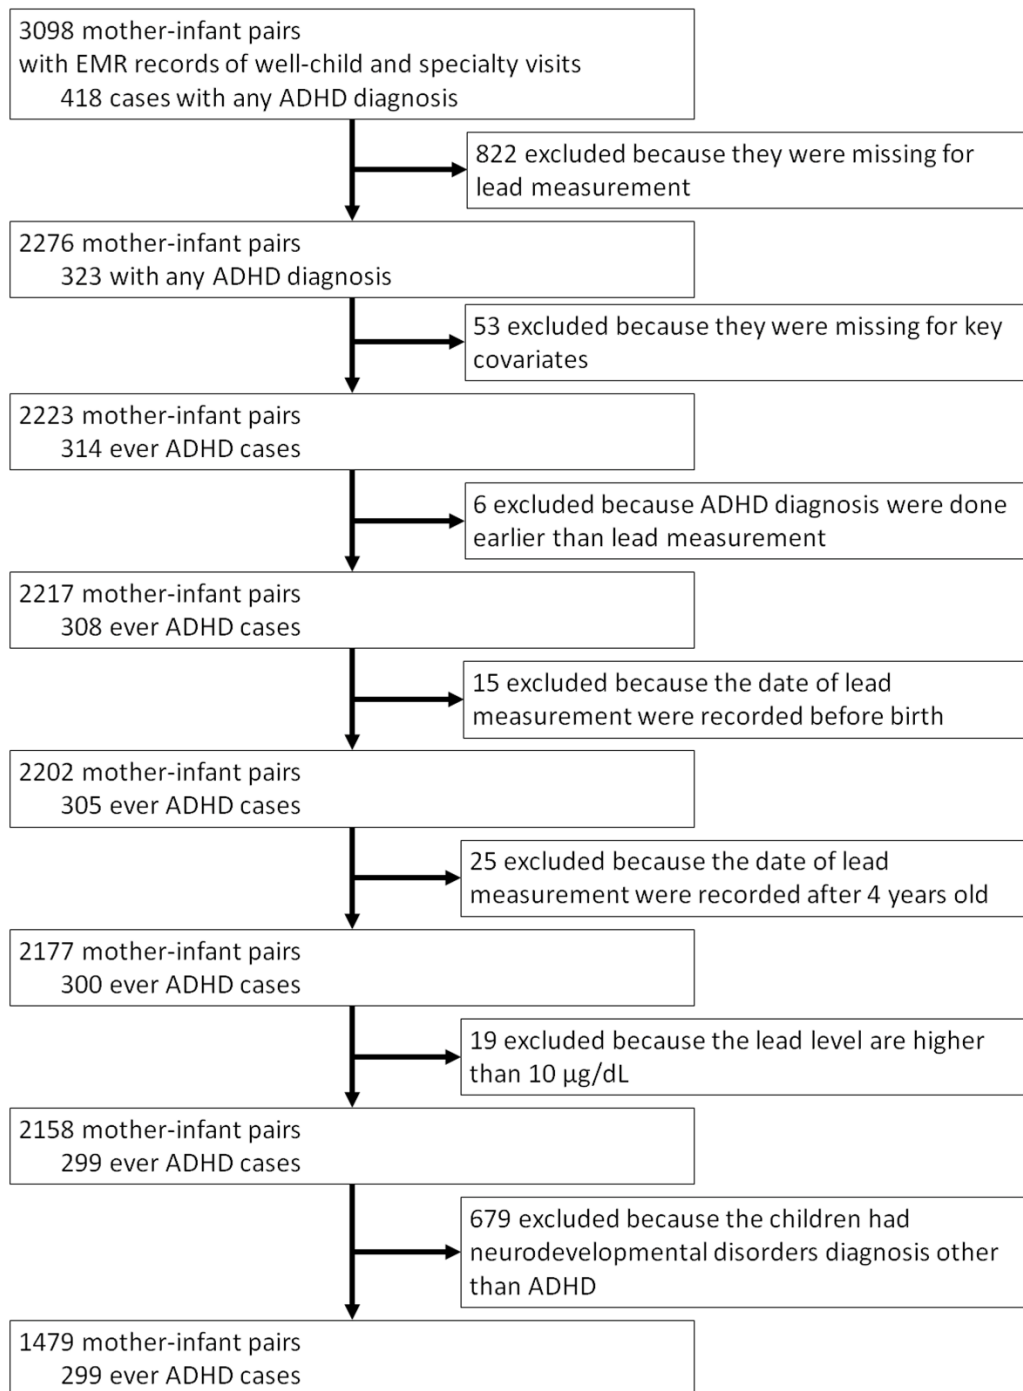 3098 mother-infant pairs
with EMR records of well-child and specialty visits
418 cases with any ADHD diagnosis
822 excluded because they were missing for
lead measurement
2276 mother-infant pairs
323 with any ADHD diagnosis
53 excluded because they were missing for key
covariates
2223 mother-infant pairs
314 ever ADHD cases
6 excluded because ADHD diagnosis were done
earlier than lead measurement
2217 mother-infant pairs
308 ever ADHD cases
15 excluded because the date of lead
measurement were recorded before birth
2202 mother-infant pairs
305 ever ADHD cases
25 excluded because the date of lead
measurement were recorded after 4 years old
2177 mother-infant pairs
300 ever ADHD cases
19 excluded because the lead level are higher
than 10 µg/dL
2158 mother-infant pairs
299 ever ADHD cases
679 excluded because the children had
neurodevelopmental disorders diagnosis other
than ADHD
1479 mother-infant pairs
299 ever ADHD cases